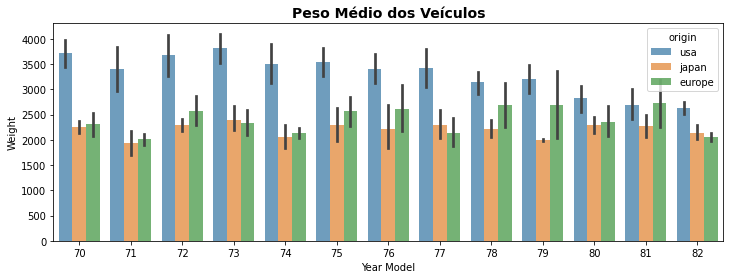 Peso Médio dos Veículos
origin
usa
japan
europe
Weight
4000
3500
3000
2500
2000
1500
1000
500
0
70 71 72 73 74 75 76 77 78 79 80 81 82
Year Model